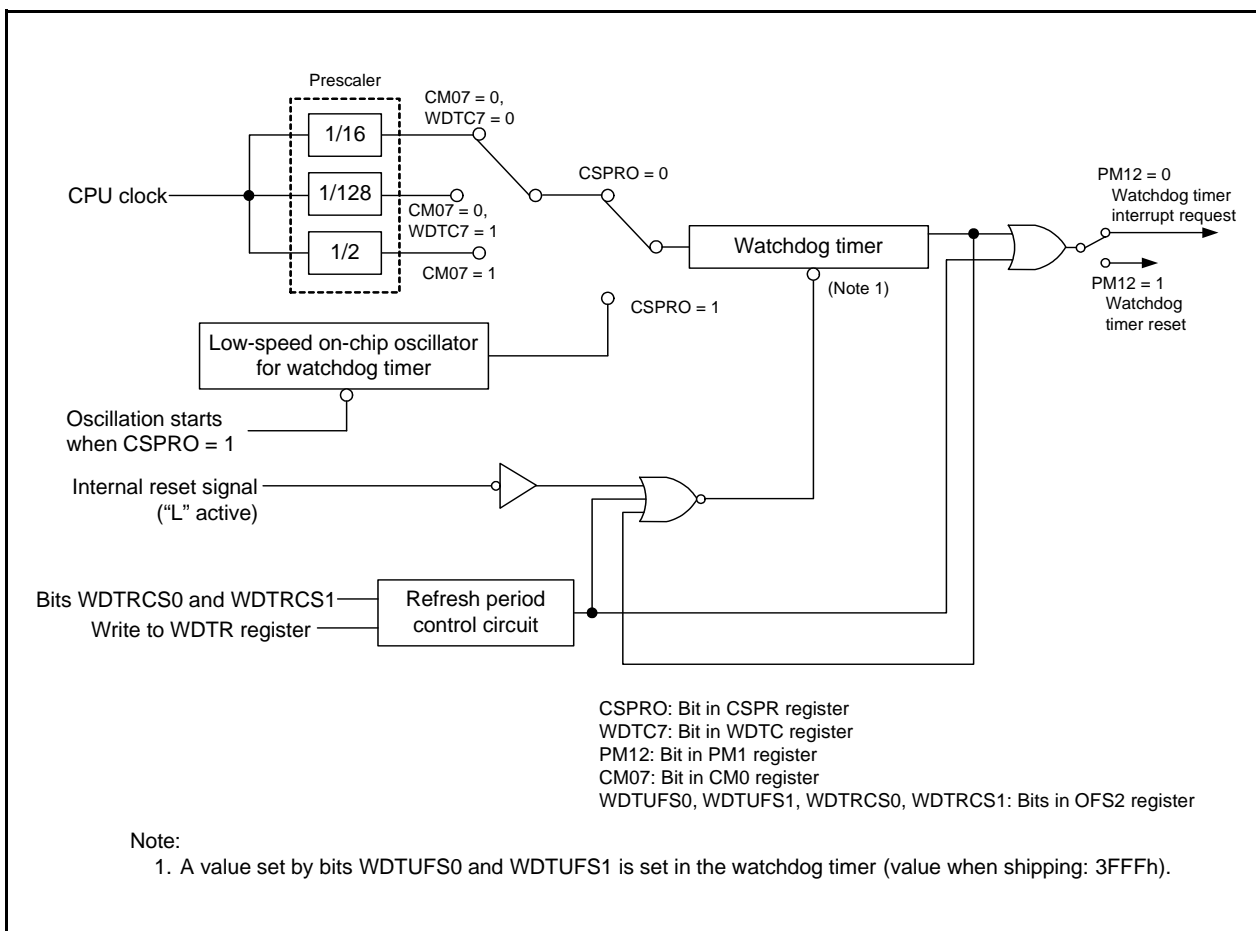 Prescaler
CM07 = 0,
WDTC7 = 0
1/16
CSPRO = 0
PM12 = 0
Watchdog timer
interrupt request
CPU clock
1/128
CM07 = 0,
WDTC7 = 1
1/2
CM07 = 1
Watchdog timer
(Note 1)
PM12 = 1
Watchdog
timer reset
CSPRO = 1
Low-speed on-chip oscillator
for watchdog timer
Oscillation starts
when CSPRO = 1
Internal reset signal
(“L” active)
Bits WDTRCS0 and WDTRCS1
Write to WDTR register
Refresh period
control circuit
CSPRO: Bit in CSPR register
WDTC7: Bit in WDTC register
PM12: Bit in PM1 register
CM07: Bit in CM0 register
WDTUFS0, WDTUFS1, WDTRCS0, WDTRCS1: Bits in OFS2 register
Note:
1. A value set by bits WDTUFS0 and WDTUFS1 is set in the watchdog timer (value when shipping: 3FFFh).